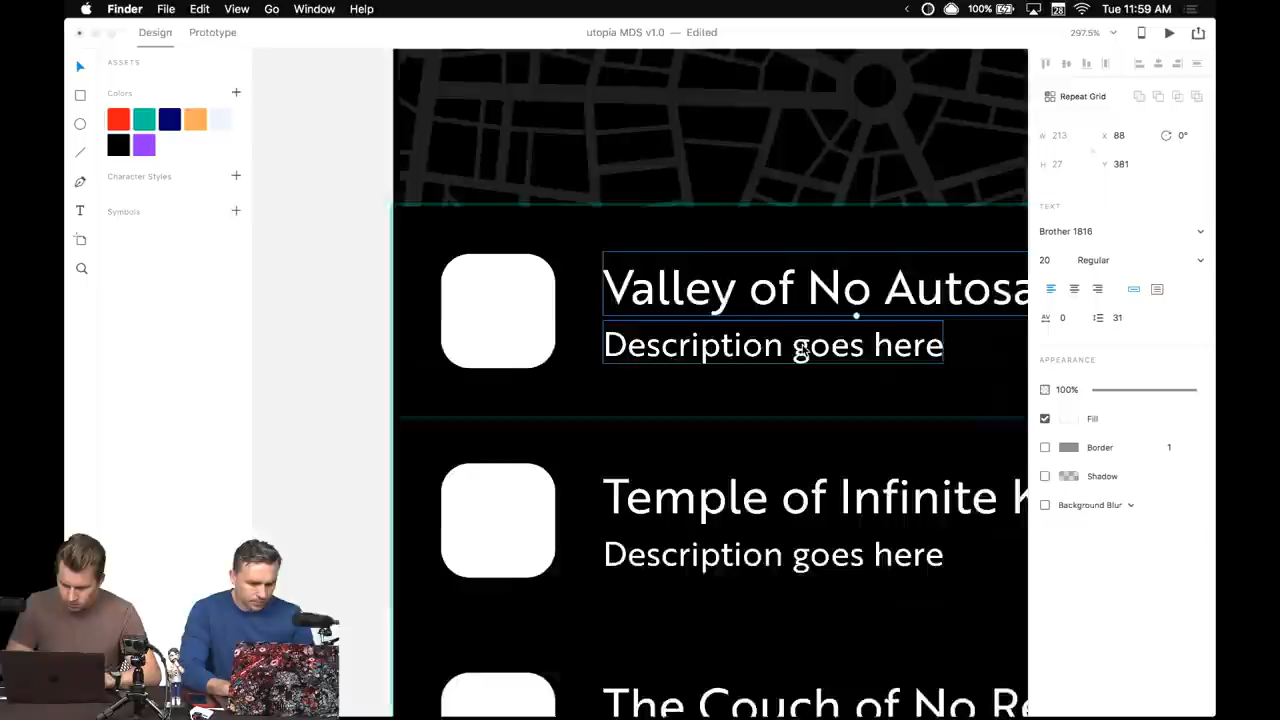 Finder File Edit View Go Window Help
100%
28
Tue 11:59 AM
Design Prototype
utopia MDS v1.0 — Edited
297.5%
ASSETS
Colors
Character Styles
Symbols
Repeat Grid
W 213 X 88 0°
H 27 Y 381
TEXT
Brother 1816
20 Regular
AV 0 31
APPEARANCE
100%
Fill
Border 1
Shadow
Background Blur
Valley of No Autosa
Description goes here
Temple of Infinite K
Description goes here
The Couch of No Re